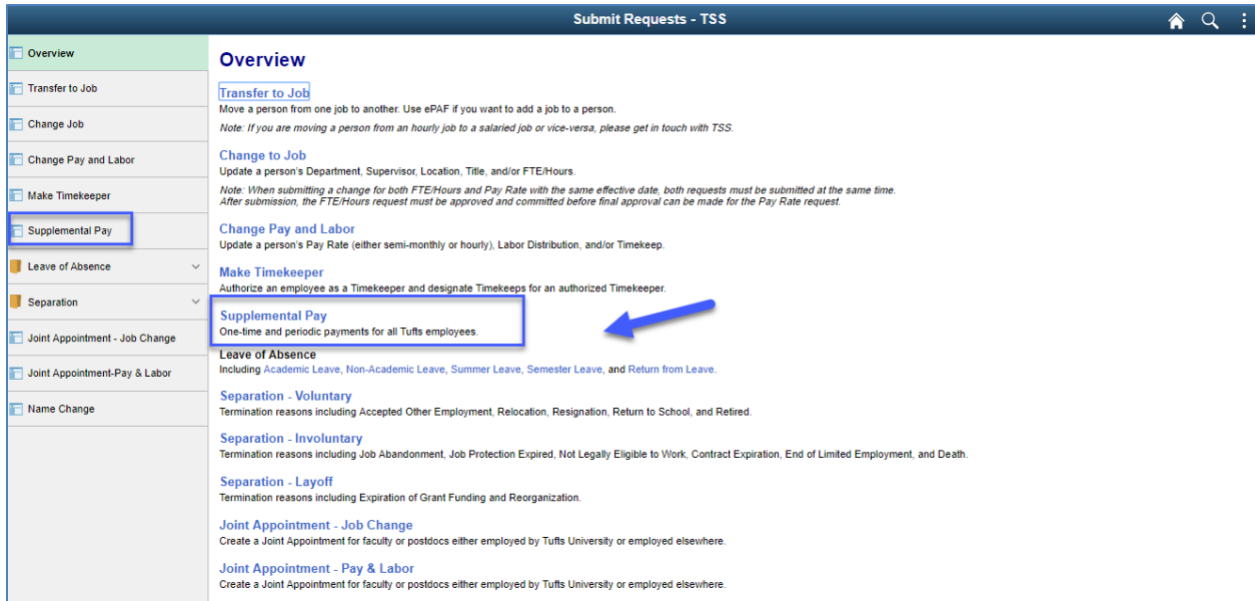 Submit Requests - TSS
Overview
Transfer to Job
Change Job
Change Pay and Labor
Make Timekeeper
Supplemental Pay
Leave of Absence
Separation
Joint Appointment - Job Change
Joint Appointment-Pay & Labor
Name Change
Overview
Transfer to Job
Move a person from one job to another. Use ePAF if you want to add a job to a person.
Note: If you are moving a person from an hourly job to a salaried job or vice-versa, please get in touch with TSS.
Change to Job
Update a person's Department, Supervisor, Location, Title, and/or FTE/Hours.
Note: When submitting a change for both FTE/Hours and Pay Rate with the same effective date, both requests must be submitted at the same time.
After submission, the FTE/Hours request must be approved and committed before final approval can be made for the Pay Rate request.
Change Pay and Labor
Update a person's Pay Rate (either semi-monthly or hourly), Labor Distribution, and/or Timekeep.
Make Timekeeper
Authorize an employee as a Timekeeper and designate Timekeeps for an authorized Timekeeper.
Supplemental Pay
One-time and periodic payments for all Tufts employees.
Leave of Absence
Including Academic Leave, Non-Academic Leave, Summer Leave, Semester Leave, and Return from Leave.
Separation - Voluntary
Termination reasons including Accepted Other Employment, Relocation, Resignation, Return to School, and Retired.
Separation - Involuntary
Termination reasons including Job Abandonment, Job Protection Expired, Not Legally Eligible to Work, Contract Expiration, End of Limited Employment, and Death.
Separation - Layoff
Termination reasons including Expiration of Grant Funding and Reorganization.
Joint Appointment - Job Change
Create a Joint Appointment for faculty or postdocs either employed by Tufts University or employed elsewhere.
Joint Appointment - Pay & Labor
Create a Joint Appointment for faculty or postdocs either employed by Tufts University or employed elsewhere.